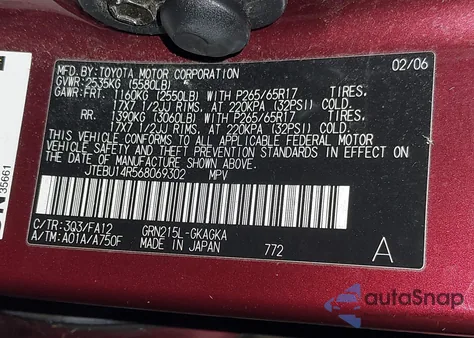 MFD. BY: TOYOTA MOTOR CORPORATION 02/06
GVWR: 2535KG (5580LB)
GAWR: FRT. 1160KG (2550LB) WITH P265/65R17 TIRES.
17X7 1/2JJ RIMS, AT 220KPA (32PSI) COLD.
RR. 1390KG (3060LB) WITH P265/65R17 TIRES.
17X7 1/2JJ RIMS, AT 220KPA (32PSI) COLD.
THIS VEHICLE CONFORMS TO ALL APPLICABLE FEDERAL MOTOR
VEHICLE SAFETY AND THEFT PREVENTION STANDARDS IN EFFECT ON
THE DATE OF MANUFACTURE SHOWN ABOVE.
JTEBU14R568069302 MPV
C/TR: 3Q3/FA12 GRN215L-GKAGKA
A/TM: A01A/A750F MADE IN JAPAN 772 A
35661
autoSnap